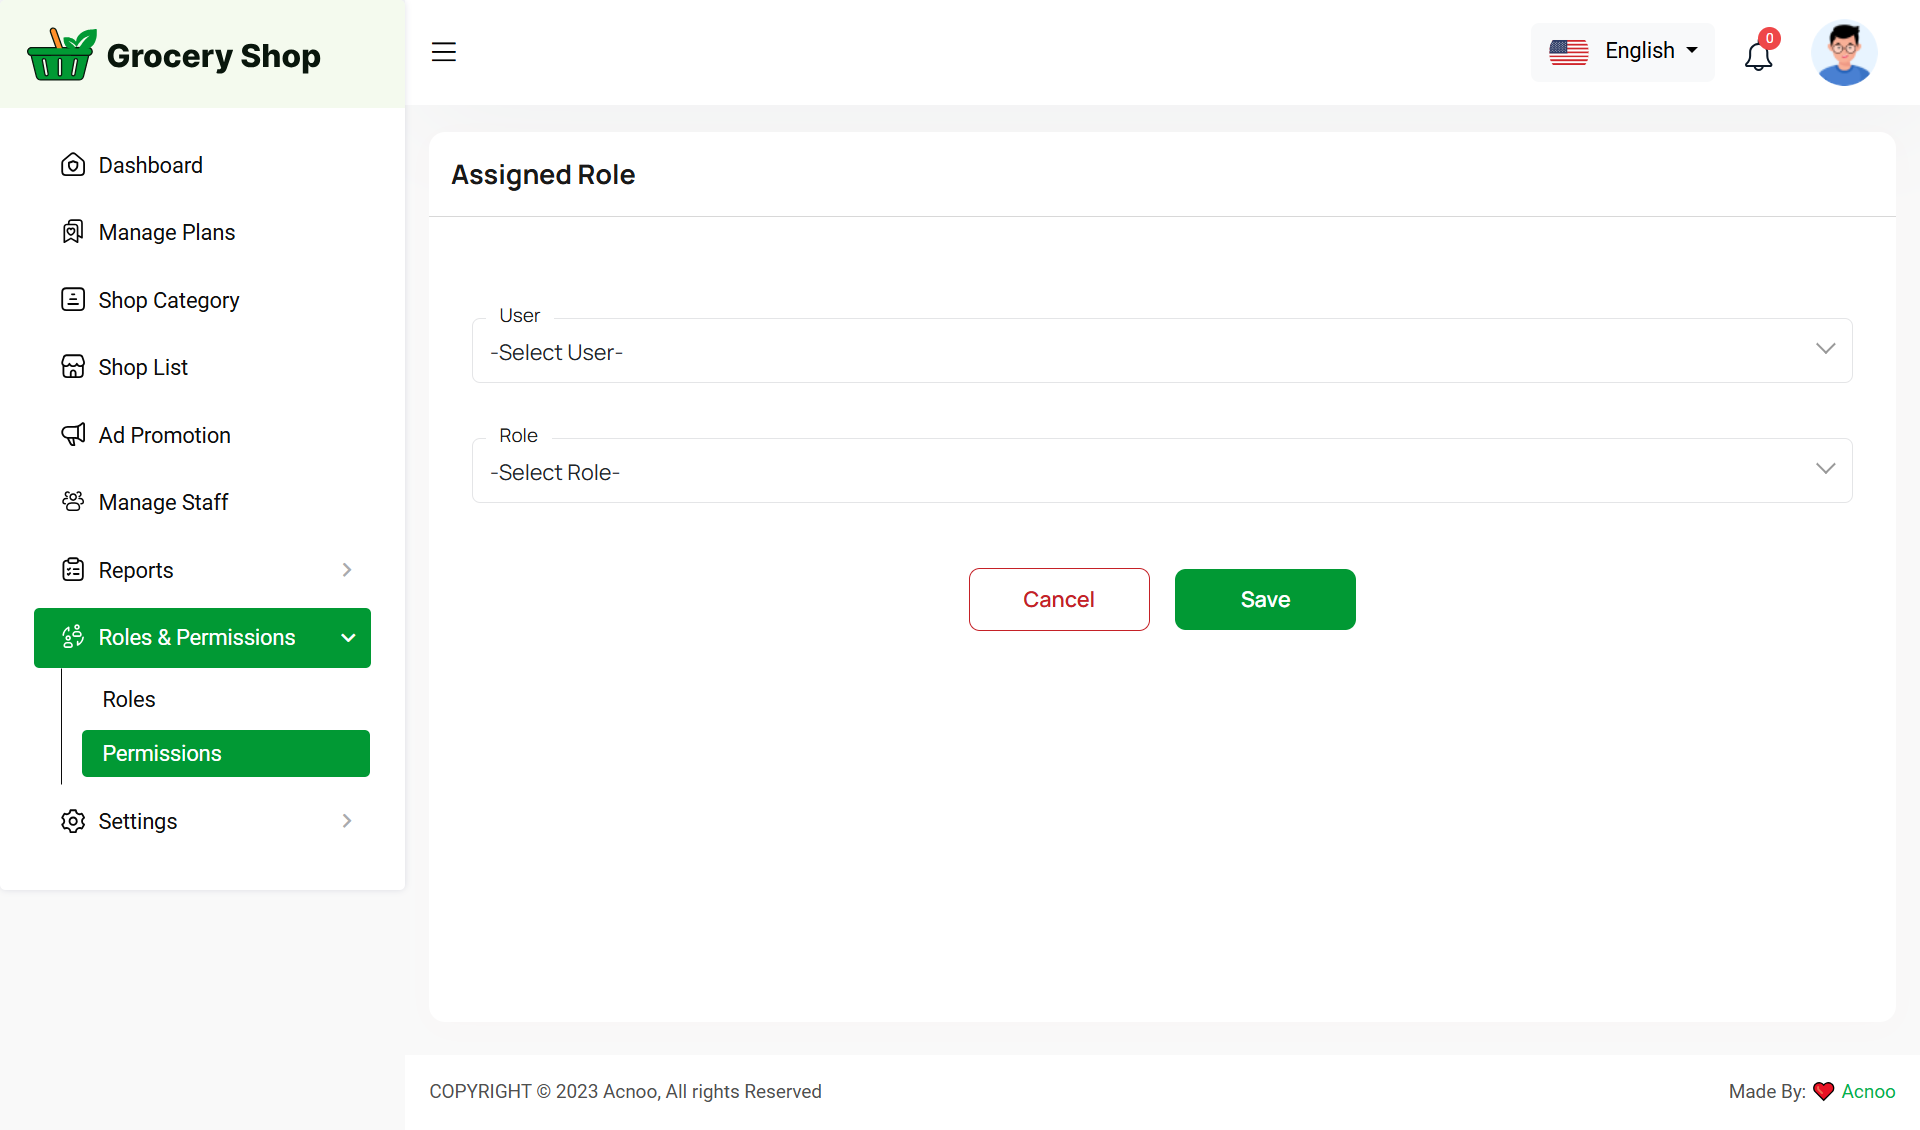 Grocery Shop
English
0
Dashboard
Manage Plans
Shop Category
Shop List
Ad Promotion
Manage Staff
Reports
Roles & Permissions
Roles
Permissions
Settings
Assigned Role
User
-Select User-
Role
-Select Role-
Cancel
Save
COPYRIGHT © 2023 Acnoo, All rights Reserved
Made By: ❤️ Acnoo